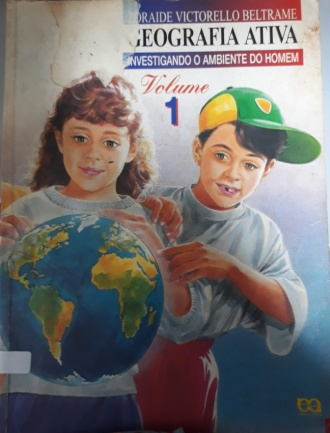 ORAIDE VICTORELLO BELTRAME
GEOGRAFIA ATIVA
INVESTIGANDO O AMBIENTE DO HOMEM
Volume
1